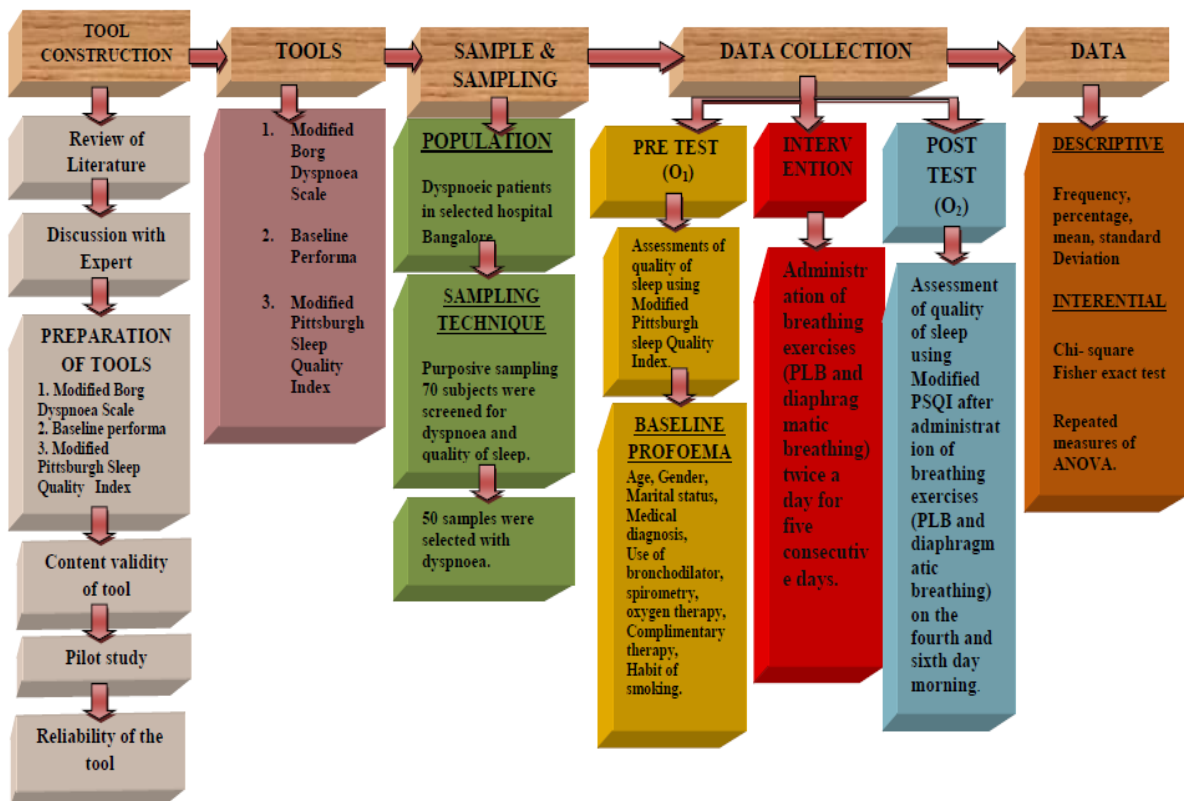 TOOL
CONSTRUCTION
TOOLS
SAMPLE &
SAMPLING
DATA COLLECTION
DATA
Review of
Literature
Discussion with
Expert
PREPARATION
OF TOOLS
1. Modified Borg
Dyspnoea Scale
2. Baseline performa
3. Modified
Pittsburgh Sleep
Quality Index
Content validity
of tool
Pilot study
Reliability of the
tool
1. Modified
Borg
Dyspnoea
Scale
2. Baseline
Performa
3. Modified
Pittsburgh
Sleep
Quality
Index
POPULATION
Dyspnoeic patients
in selected hospital
Bangalore.
SAMPLING
TECHNIQUE
Purposive sampling
70 subjects were
screened for
dyspnoea and
quality of sleep.
50 samples were
selected with
dyspnoea.
PRE TEST
(O1)
Assessments of
quality of
sleep using
Modified
Pittsburgh
sleep Quality
Index.
BASELINE
PROFOEMA
Age, Gender,
Marital status,
Medical
diagnosis,
Use of
bronchodilator,
spirometry,
oxygen therapy,
Complimentary
therapy,
Habit of
smoking.
INTERV
ENTION
Administr
ation of
breathing
exercises
(PLB and
diaphrag
matic
breathing)
twice a
day for
five
consecutiv
e days.
POST
TEST
(O2)
Assessment
of quality
of sleep
using
Modified
PSQI after
administrat
ion of
breathing
exercises
(PLB and
diaphragm
atic
breathing)
on the
fourth and
sixth day
morning.
DESCRIPTIVE
Frequency,
percentage,
mean, standard
Deviation
INTERENTIAL
Chi- square
Fisher exact test
Repeated
measures of
ANOVA.